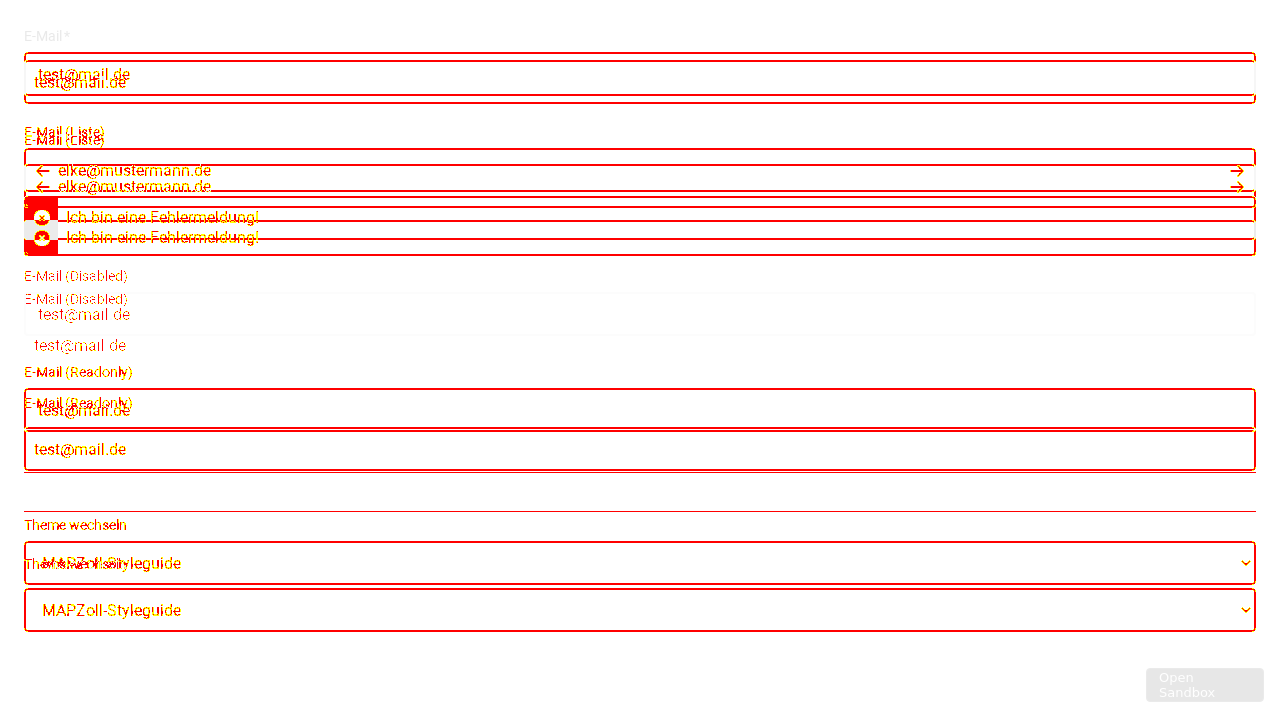 E-Mail*
test@mail.de
test@mail.de
E-Mail (Liste)
E-Mail (Liste)
← elke@mustermann.de →
← elke@mustermann.de →
Ich bin eine Fehlermeldung!
Ich bin eine Fehlermeldung!
E-Mail (Disabled)
E-Mail (Disabled)
test@mail.de
test@mail.de
E-Mail (Readonly)
E-Mail (Readonly)
test@mail.de
test@mail.de
Theme wechseln
MAPZoll-Styleguide
Theme wechseln
MAPZoll-Styleguide
Open
Sandbox